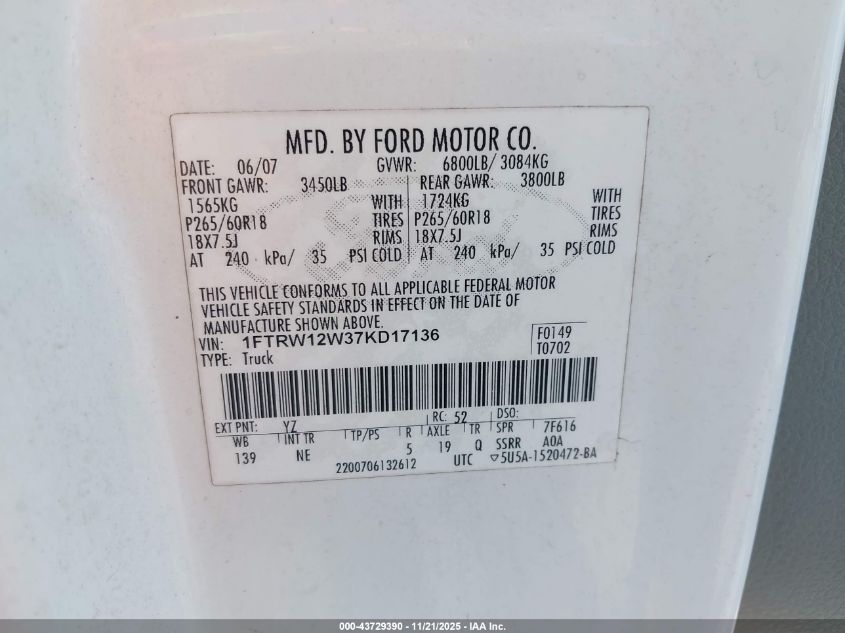 MFD. BY FORD MOTOR CO.
DATE: 06/07 GVWR: 6800LB/ 3084KG
FRONT GAWR: 3450LB REAR GAWR: 3800LB
1565KG WITH 1724KG WITH
P265/60R18 TIRES P265/60R18 TIRES
18X7.5J RIMS 18X7.5J RIMS
AT 240 kPa/ 35 PSI COLD AT 240 kPa/ 35 PSI COLD
THIS VEHICLE CONFORMS TO ALL APPLICABLE FEDERAL MOTOR
VEHICLE SAFETY STANDARDS IN EFFECT ON THE DATE OF
MANUFACTURE SHOWN ABOVE.
VIN: 1FTRW12W37KD17136 F0149
TYPE: Truck T0702
EXT PNT: YZ RC: 52 DSO:
WB INT TR TP/PS R AXLE TR SPR 7F616
139 NE 5 19 Q SSRR A0A
2200706132612 UTC ▽5U5A-1520472-BA
000-43729390 - 11/21/2025 - IAA Inc.